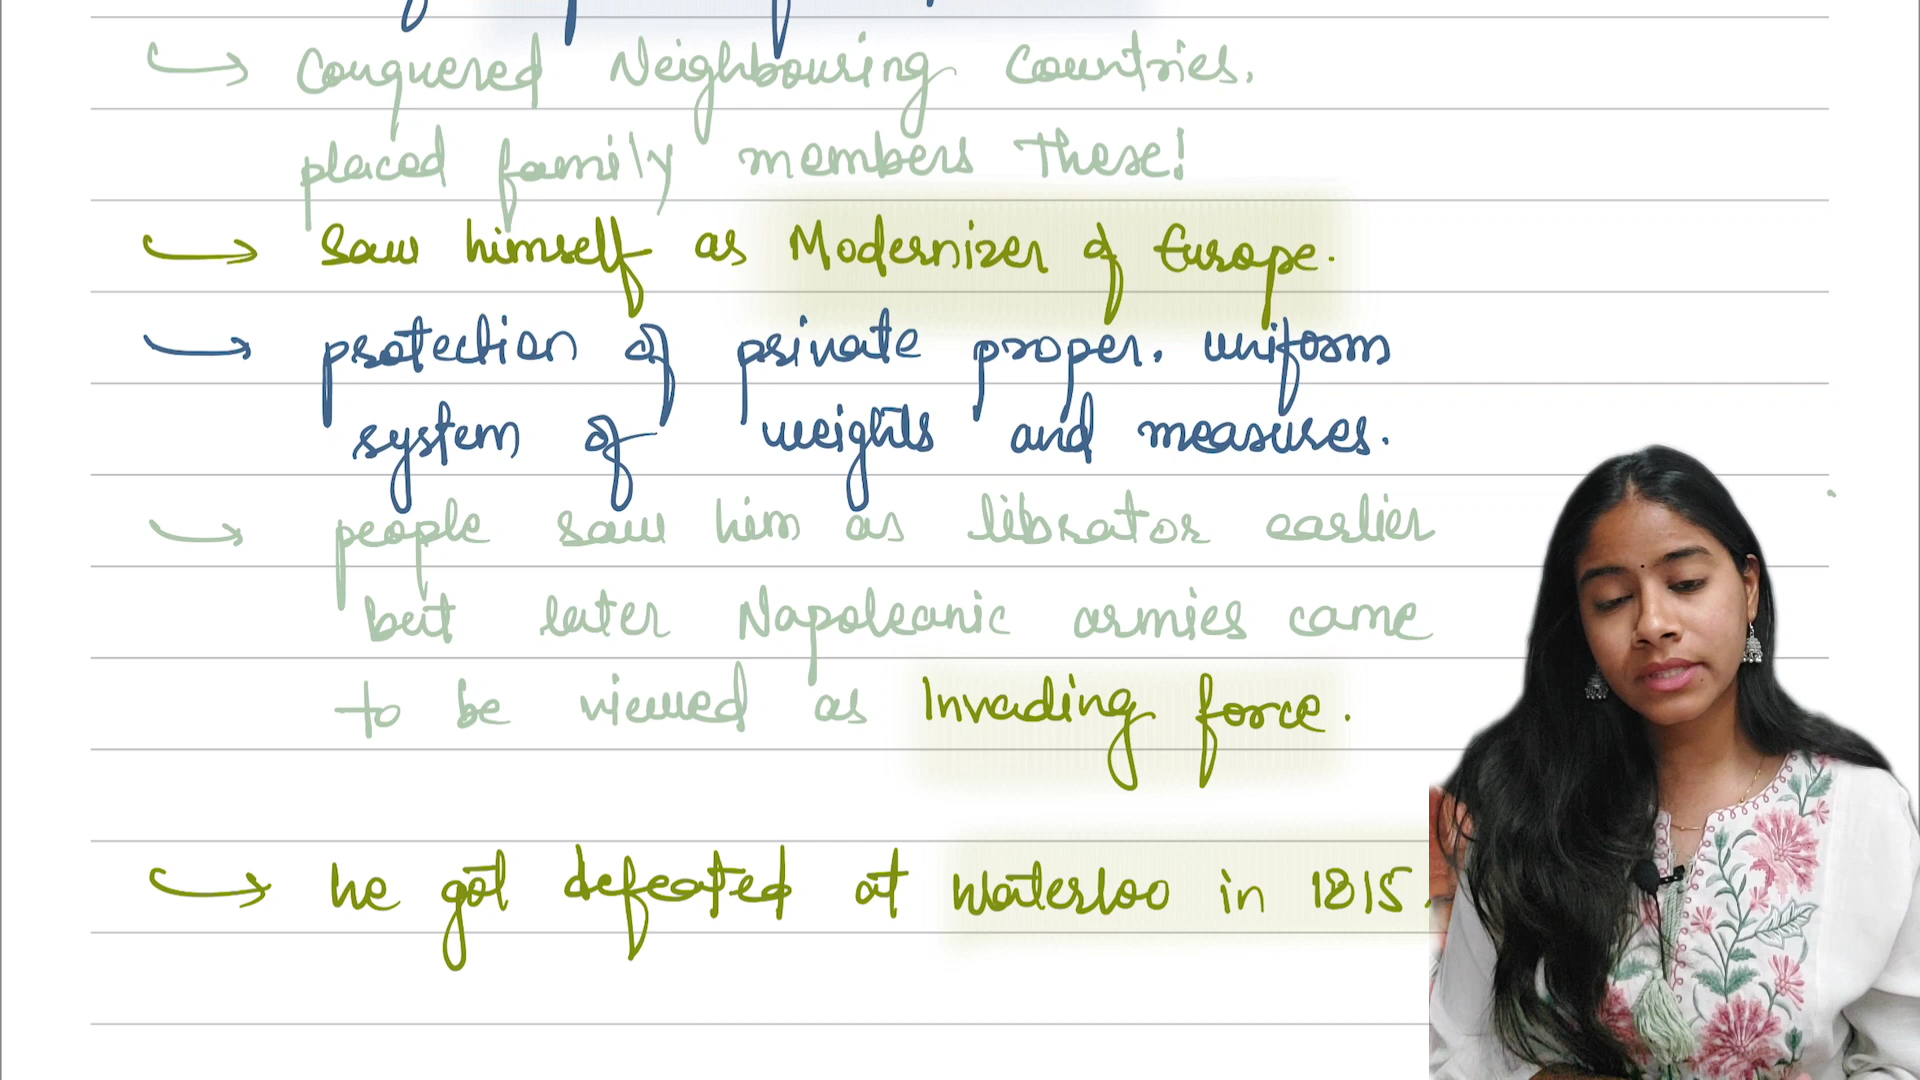 Conquered Neighbouring Countries.
placed family members there!
Saw himself as Modernizer of Europe.
protection of private proper. uniform
system of weights and measures.
people saw him as librator earlier
but later Napoleanic armies came
to be viewed as Invading force.
he got defeated at Waterloo in 1815.